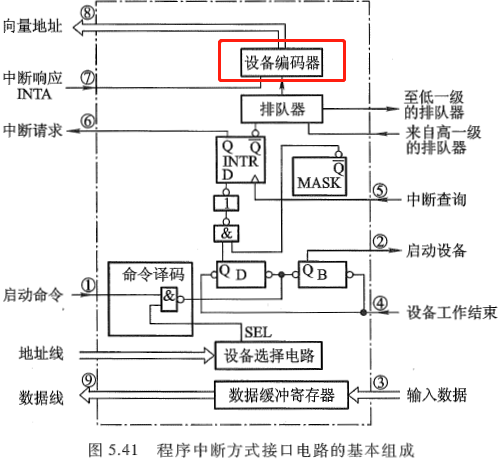 ⑧
向量地址
设备编码器
中断响应
INTA
⑦
排队器
至低一级
的排队器
来自高一级
的排队器
中断请求
⑥
Q Q̅
INTR
D
Q̅
MASK
1
⑤
中断查询
&
②
启动设备
命令译码
Q D
Q B
启动命令
①
&
④
设备工作结束
SEL
地址线
设备选择电路
数据线
⑨
数据缓冲寄存器
③
输入数据
图 5.41 程序中断方式接口电路的基本组成